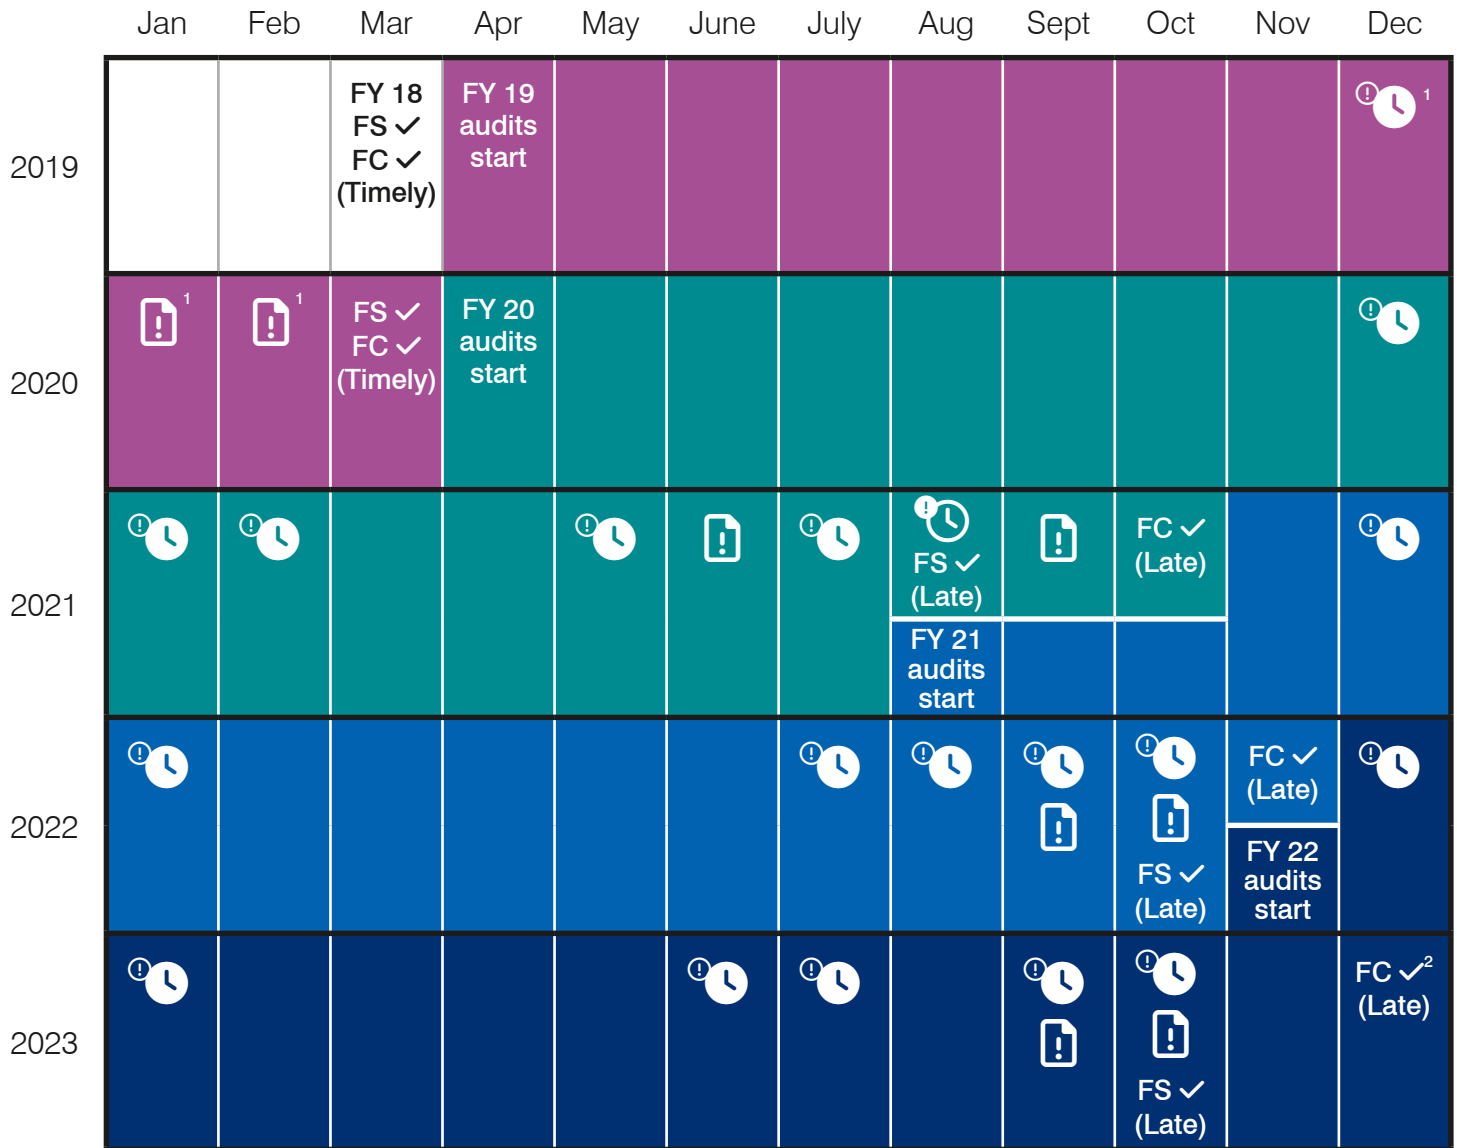 Jan Feb Mar Apr May June July Aug Sept Oct Nov Dec
2019
FY 18
FS ✓
FC ✓
(Timely)
FY 19
audits
start
1
2020
1
1
FS ✓
FC ✓
(Timely)
FY 20
audits
start
2021
FS ✓
(Late)
FY 21
audits
start
FC ✓
(Late)
2022
FS ✓
(Late)
FC ✓
(Late)
FY 22
audits
start
2023
FS ✓
(Late)
FC ✓2
(Late)